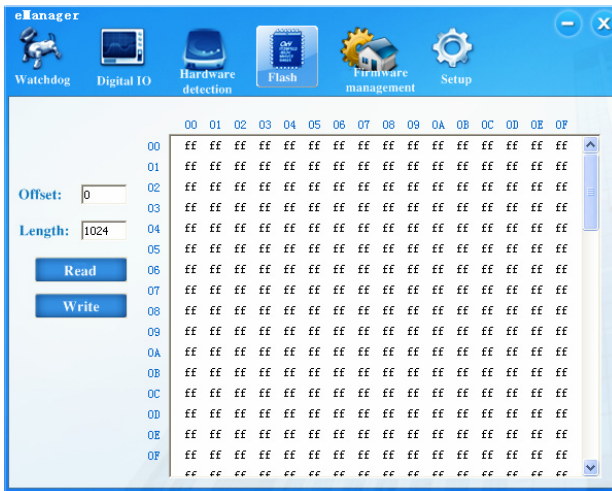 eManager
Watchdog
Digital IO
Hardware
detection
Flash
Firmware
management
Setup
00 01 02 03 04 05 06 07 08 09 0A 0B 0C 0D 0E 0F
00 ff ff ff ff ff ff ff ff ff ff ff ff ff ff ff ff
01 ff ff ff ff ff ff ff ff ff ff ff ff ff ff ff ff
Offset: 0
02 ff ff ff ff ff ff ff ff ff ff ff ff ff ff ff ff
03 ff ff ff ff ff ff ff ff ff ff ff ff ff ff ff ff
Length: 1024
04 ff ff ff ff ff ff ff ff ff ff ff ff ff ff ff ff
05 ff ff ff ff ff ff ff ff ff ff ff ff ff ff ff ff
Read
06 ff ff ff ff ff ff ff ff ff ff ff ff ff ff ff ff
07 ff ff ff ff ff ff ff ff ff ff ff ff ff ff ff ff
Write
08 ff ff ff ff ff ff ff ff ff ff ff ff ff ff ff ff
09 ff ff ff ff ff ff ff ff ff ff ff ff ff ff ff ff
0A ff ff ff ff ff ff ff ff ff ff ff ff ff ff ff ff
0B ff ff ff ff ff ff ff ff ff ff ff ff ff ff ff ff
0C ff ff ff ff ff ff ff ff ff ff ff ff ff ff ff ff
0D ff ff ff ff ff ff ff ff ff ff ff ff ff ff ff ff
0E ff ff ff ff ff ff ff ff ff ff ff ff ff ff ff ff
0F ff ff ff ff ff ff ff ff ff ff ff ff ff ff ff ff